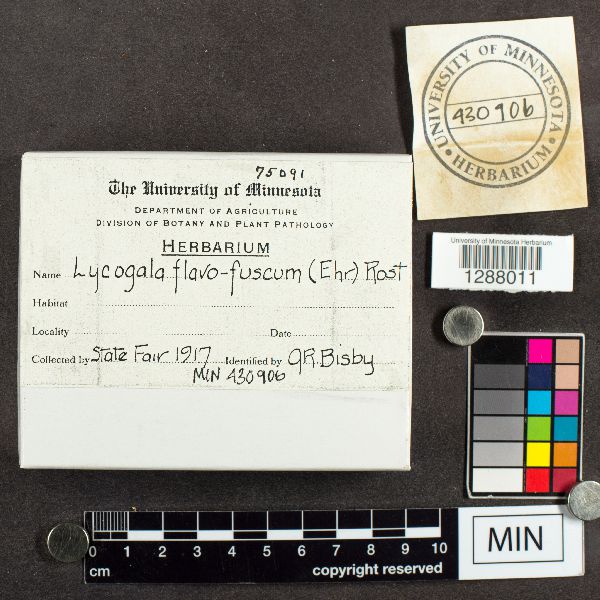 UNIVERSITY OF MINNESOTA
430906
• HERBARIUM •
75091
The University of Minnesota
DEPARTMENT OF AGRICULTURE
DIVISION OF BOTANY AND PLANT PATHOLOGY
HERBARIUM
Name Lycogala flavo-fuscum (Ehr.) Rost
Habitat
Locality Date
Collected by State Fair 1917 Identified by G.R. Bisby
MIN 430906
University of Minnesota Herbarium
1288011
0 1 2 3 4 5 6 7 8 9 10
cm copyright reserved
MIN